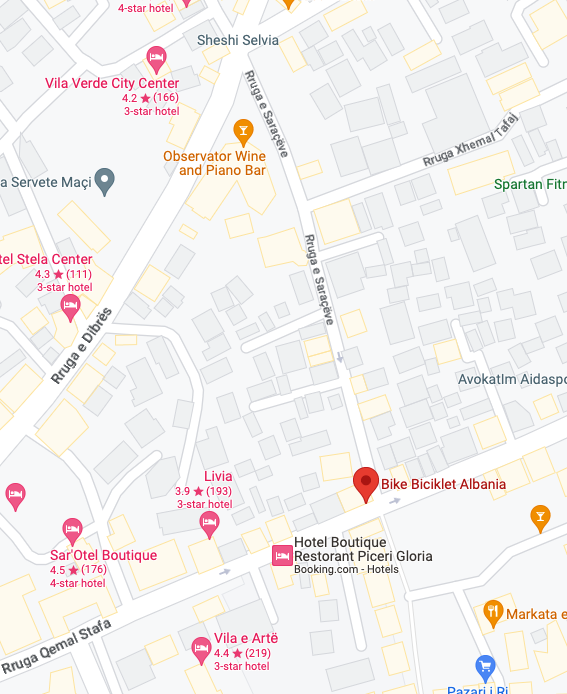 4-star hotel
Sheshi Selvia
Vila Verde City Center
4.2 ★ (166)
3-star hotel
Rruga e Saraçëve
Observator Wine
and Piano Bar
Rruga Xhemal Tafaj
a Servete Maçi
Spartan Fitr
tel Stela Center
4.3 ★ (111)
3-star hotel
Rruga e Saraçëve
Rruga e Dibrës
AvokatIm Aidaspo
Livia
3.9 ★ (193)
3-star hotel
Bike Biciklet Albania
Hotel Boutique
Restorant Piceri Gloria
Booking.com - Hotels
Sar'Otel Boutique
4.5 ★ (176)
4-star hotel
Markata e
Rruga Qemal Stafa
Vila e Artë
4.4 ★ (219)
3-star hotel
Pazari i Ri